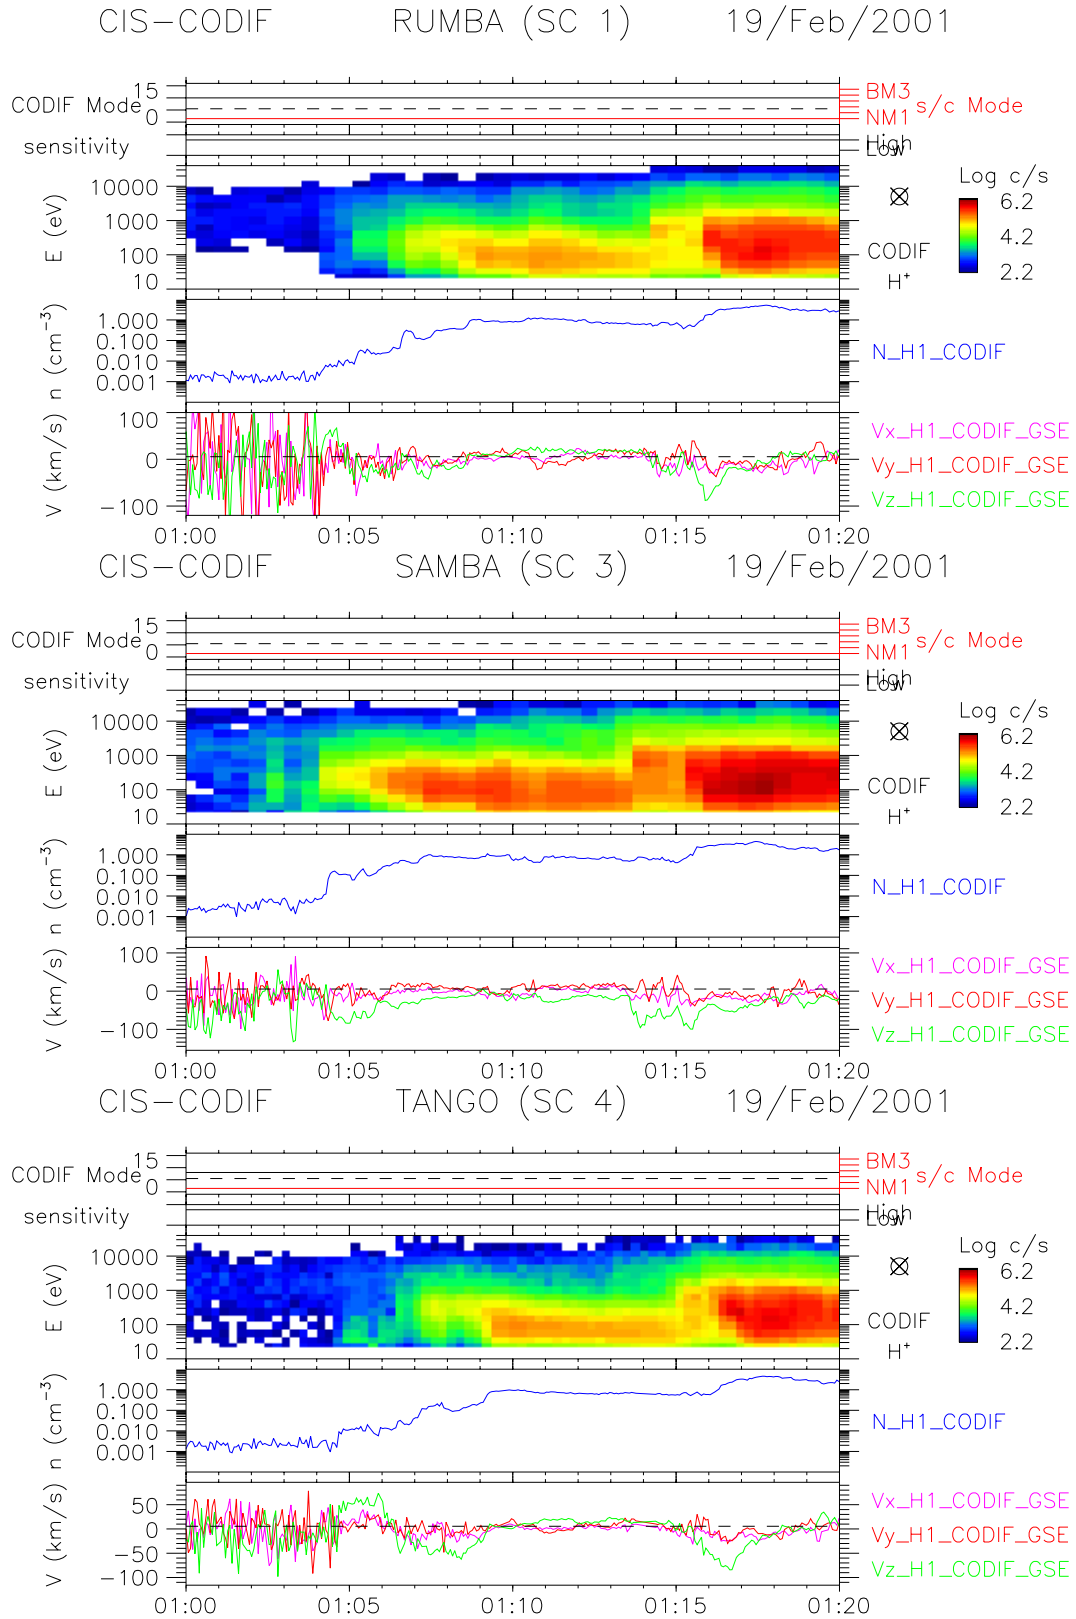 CIS-CODIF RUMBA (SC 1) 19/Feb/2001
15 BM3
CODIF Mode s/c Mode
0 NM1
High
sensitivity Low
10000
1000
100
10
E (eV)
Log c/s
6.2
4.2
2.2
CODIF
H⁺
1.000
0.100
0.010
0.001
n (cm⁻³)
N_H1_CODIF
100
0
-100
V (km/s)
Vx_H1_CODIF_GSE
Vy_H1_CODIF_GSE
Vz_H1_CODIF_GSE
01:00 01:05 01:10 01:15 01:20
CIS-CODIF SAMBA (SC 3) 19/Feb/2001
15 BM3
CODIF Mode s/c Mode
0 NM1
High
sensitivity Low
10000
1000
100
10
E (eV)
Log c/s
6.2
4.2
2.2
CODIF
H⁺
1.000
0.100
0.010
0.001
n (cm⁻³)
N_H1_CODIF
100
0
-100
V (km/s)
Vx_H1_CODIF_GSE
Vy_H1_CODIF_GSE
Vz_H1_CODIF_GSE
01:00 01:05 01:10 01:15 01:20
CIS-CODIF TANGO (SC 4) 19/Feb/2001
15 BM3
CODIF Mode s/c Mode
0 NM1
High
sensitivity Low
10000
1000
100
10
E (eV)
Log c/s
6.2
4.2
2.2
CODIF
H⁺
1.000
0.100
0.010
0.001
n (cm⁻³)
N_H1_CODIF
50
0
-50
-100
V (km/s)
Vx_H1_CODIF_GSE
Vy_H1_CODIF_GSE
Vz_H1_CODIF_GSE
01:00 01:05 01:10 01:15 01:20